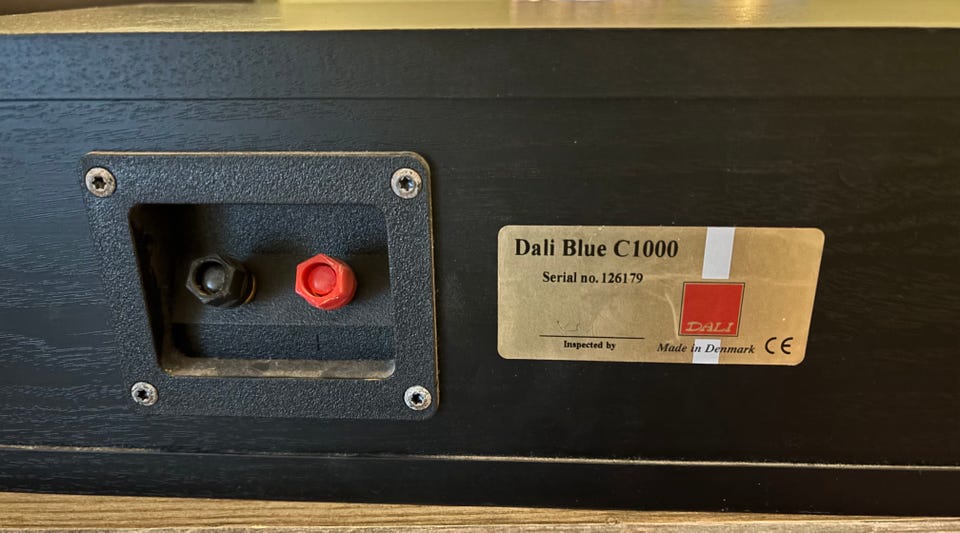 Dali Blue C1000
Serial no. 126179
DALI
Inspected by
Made in Denmark CE